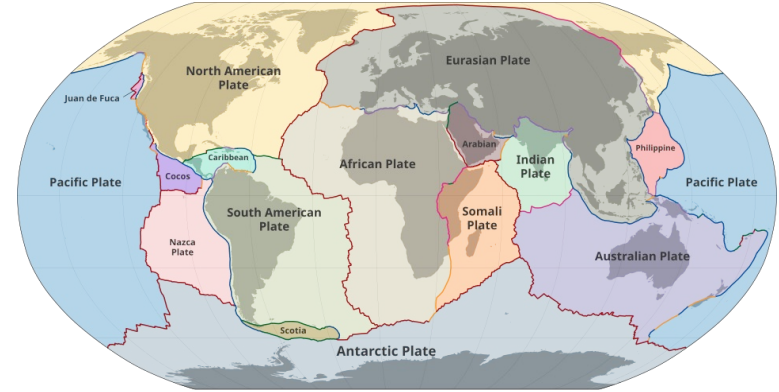 North American
Plate
Eurasian Plate
Juan de Fuca
Caribbean
Arabian
Philippine
African Plate
Indian
Plate
Cocos
Pacific Plate
Pacific Plate
South American
Plate
Somali
Plate
Nazca
Plate
Australian Plate
Scotia
Antarctic Plate